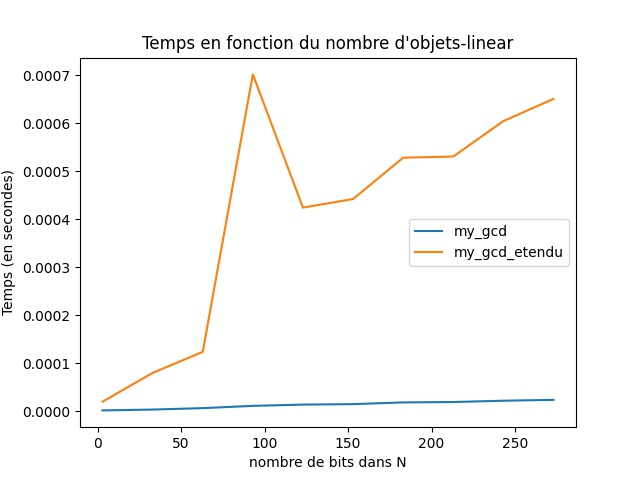 Temps en fonction du nombre d'objets-linear
Temps (en secondes)
0.0007
0.0006
0.0005
0.0004
0.0003
0.0002
0.0001
0.0000
my_gcd
my_gcd_etendu
0 50 100 150 200 250
nombre de bits dans N